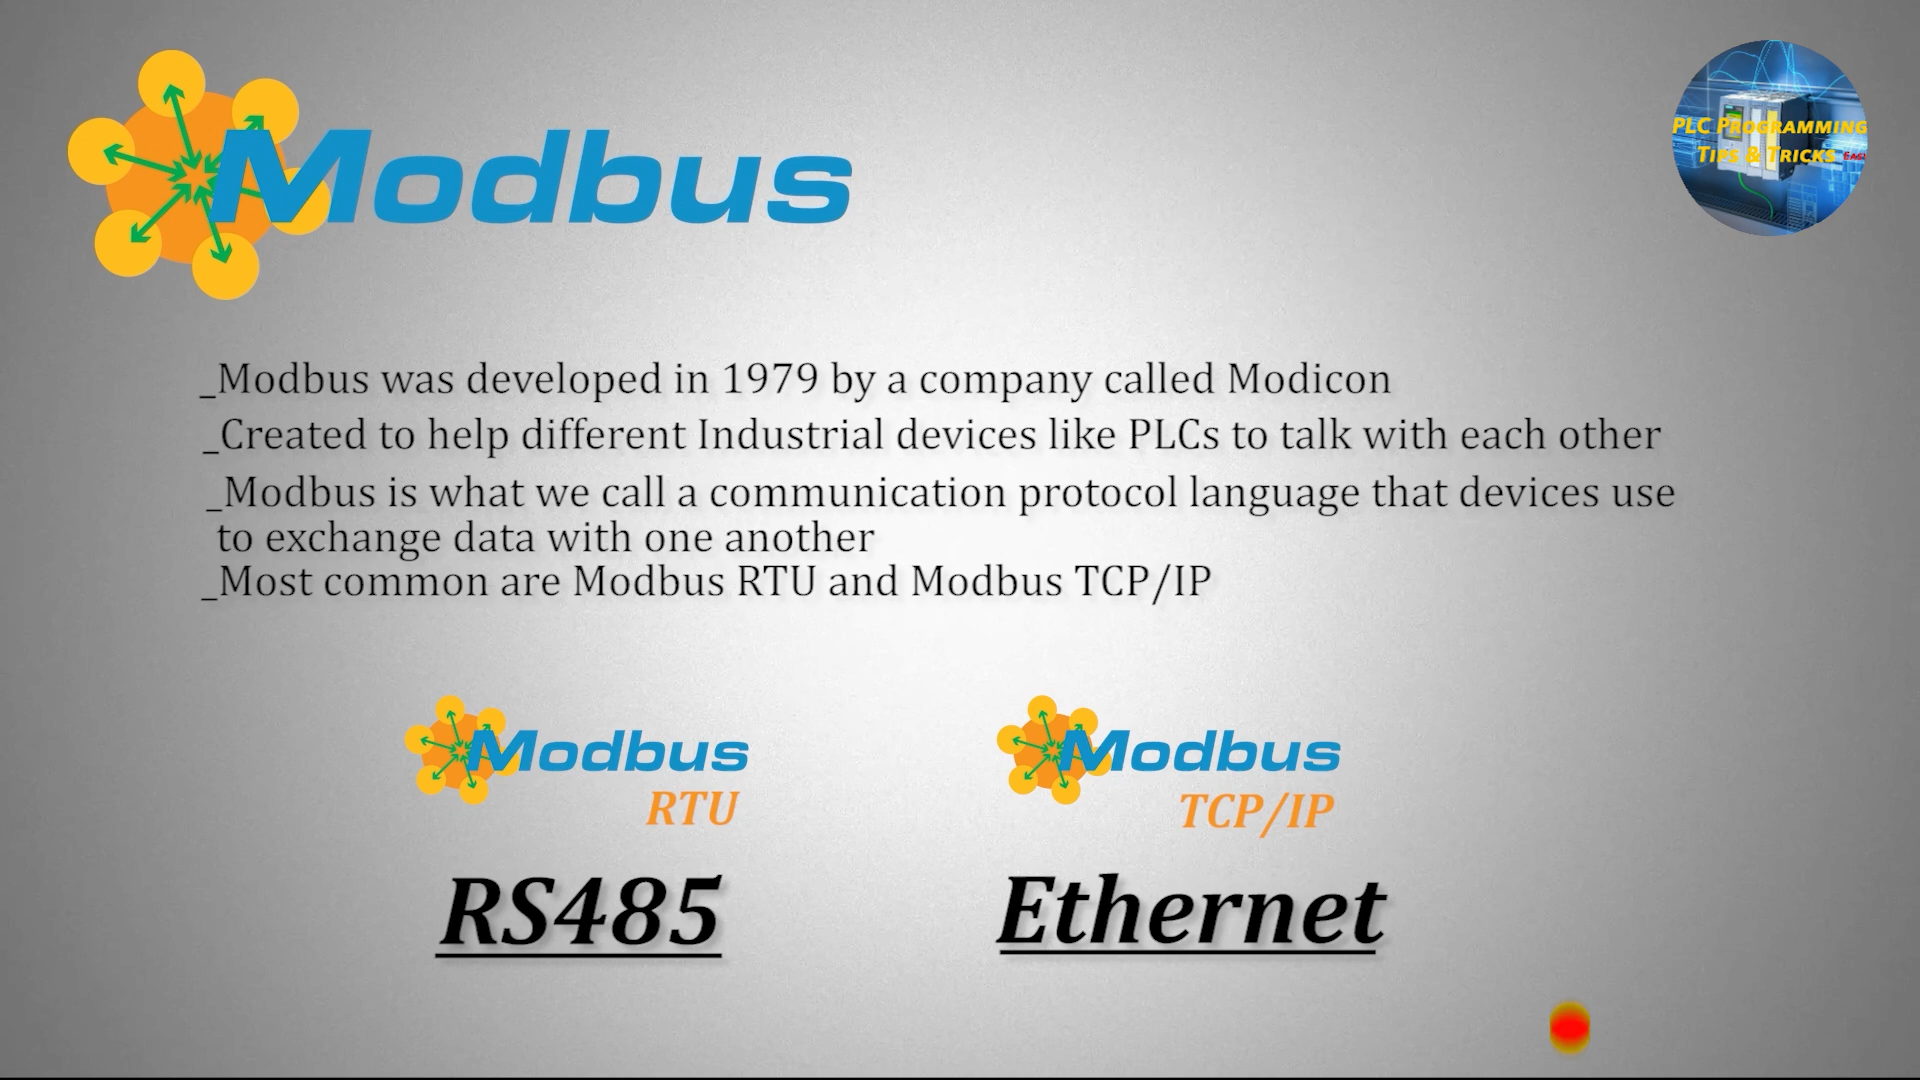 Modbus
PLC Programming
Tips & Tricks Easy
_Modbus was developed in 1979 by a company called Modicon
_Created to help different Industrial devices like PLCs to talk with each other
_Modbus is what we call a communication protocol language that devices use
to exchange data with one another
_Most common are Modbus RTU and Modbus TCP/IP
Modbus
RTU
RS485
Modbus
TCP/IP
Ethernet